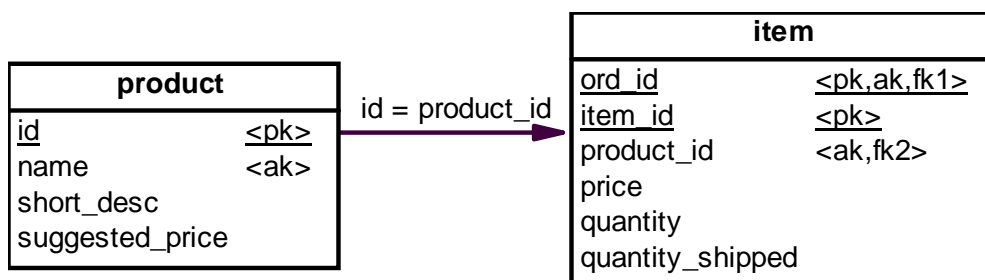 product
id <pk>
name <ak>
short_desc
suggested_price
id = product_id
item
ord_id <pk,ak,fk1>
item_id <pk>
product_id <ak,fk2>
price
quantity
quantity_shipped